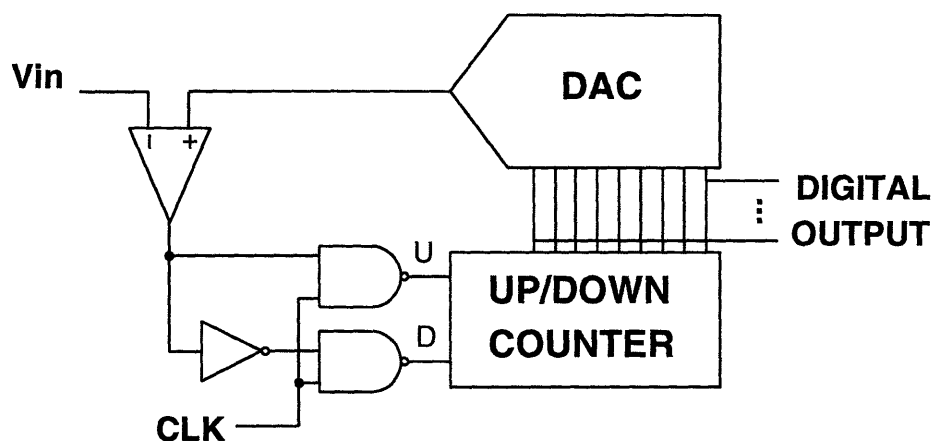 Vin
DAC
− +
DIGITAL
⋮
OUTPUT
U
UP/DOWN
COUNTER
D
CLK